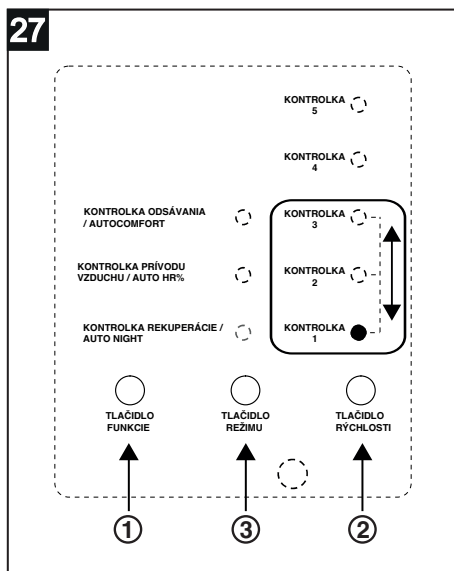 27
KONTROLKA
5
KONTROLKA
4
KONTROLKA ODSÁVANIA
/ AUTOCOMFORT
KONTROLKA
3
KONTROLKA PRÍVODU
VZDUCHU / AUTO HR%
KONTROLKA
2
KONTROLKA REKUPERÁCIE /
AUTO NIGHT
KONTROLKA
1
TLAČIDLO
FUNKCIE
TLAČIDLO
REŽIMU
TLAČIDLO
RÝCHLOSTI
1
3
2